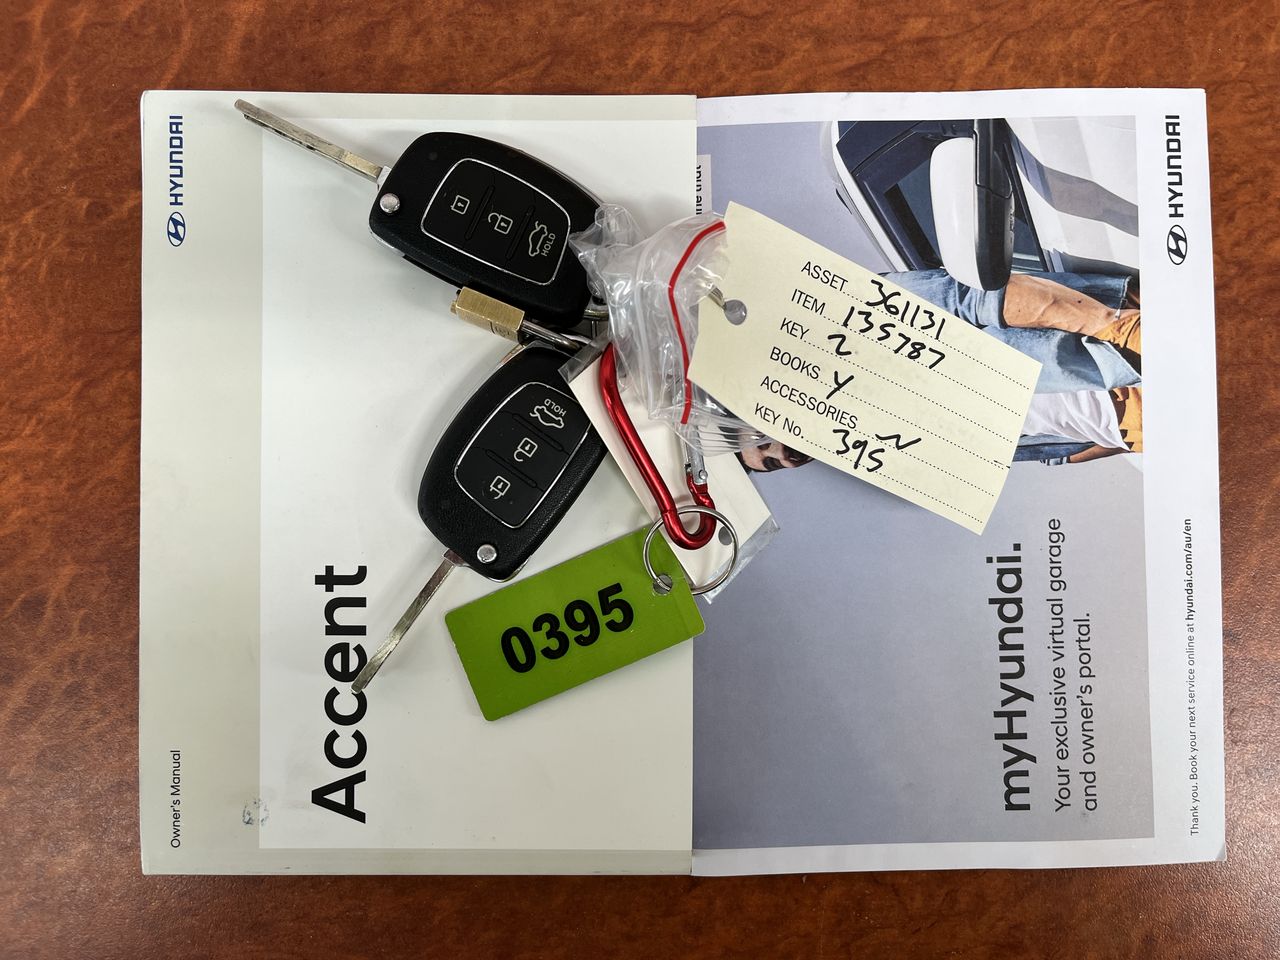 HYUNDAI
Accent
Owner's Manual
HOLD
HOLD
0395
ASSET 361131
ITEM 135787
KEY 2
BOOKS Y
ACCESSORIES N
KEY No. 395
that
HYUNDAI
myHyundai.
Your exclusive virtual garage
and owner's portal.
Thank you. Book your next service online at hyundai.com/au/en